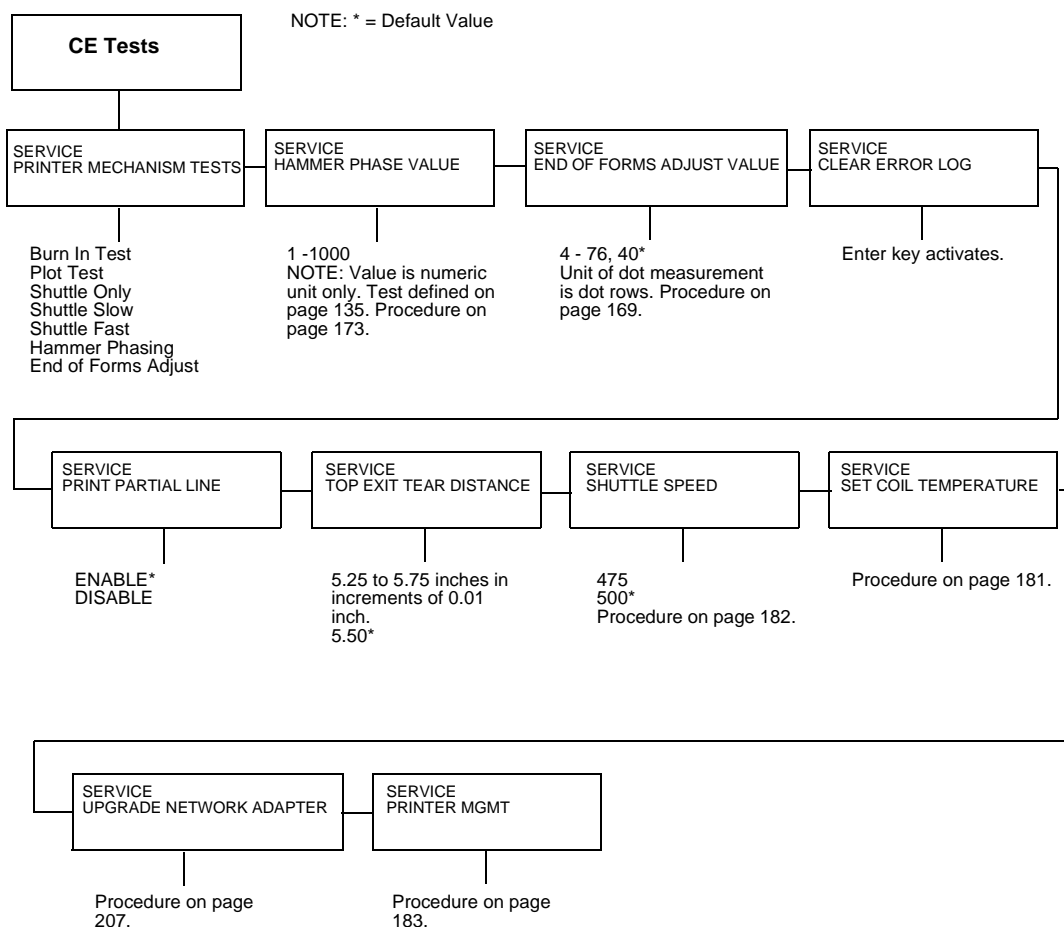 NOTE: * = Default Value
CE Tests
SERVICE
PRINTER MECHANISM TESTS
Burn In Test
Plot Test
Shuttle Only
Shuttle Slow
Shuttle Fast
Hammer Phasing
End of Forms Adjust
SERVICE
HAMMER PHASE VALUE
1 -1000
NOTE: Value is numeric
unit only. Test defined on
page 135. Procedure on
page 173.
SERVICE
END OF FORMS ADJUST VALUE
4 - 76, 40*
Unit of dot measurement
is dot rows. Procedure on
page 169.
SERVICE
CLEAR ERROR LOG
Enter key activates.
SERVICE
PRINT PARTIAL LINE
ENABLE*
DISABLE
SERVICE
TOP EXIT TEAR DISTANCE
5.25 to 5.75 inches in
increments of 0.01
inch.
5.50*
SERVICE
SHUTTLE SPEED
475
500*
Procedure on page 182.
SERVICE
SET COIL TEMPERATURE
Procedure on page 181.
SERVICE
UPGRADE NETWORK ADAPTER
Procedure on page
207.
SERVICE
PRINTER MGMT
Procedure on page
183.